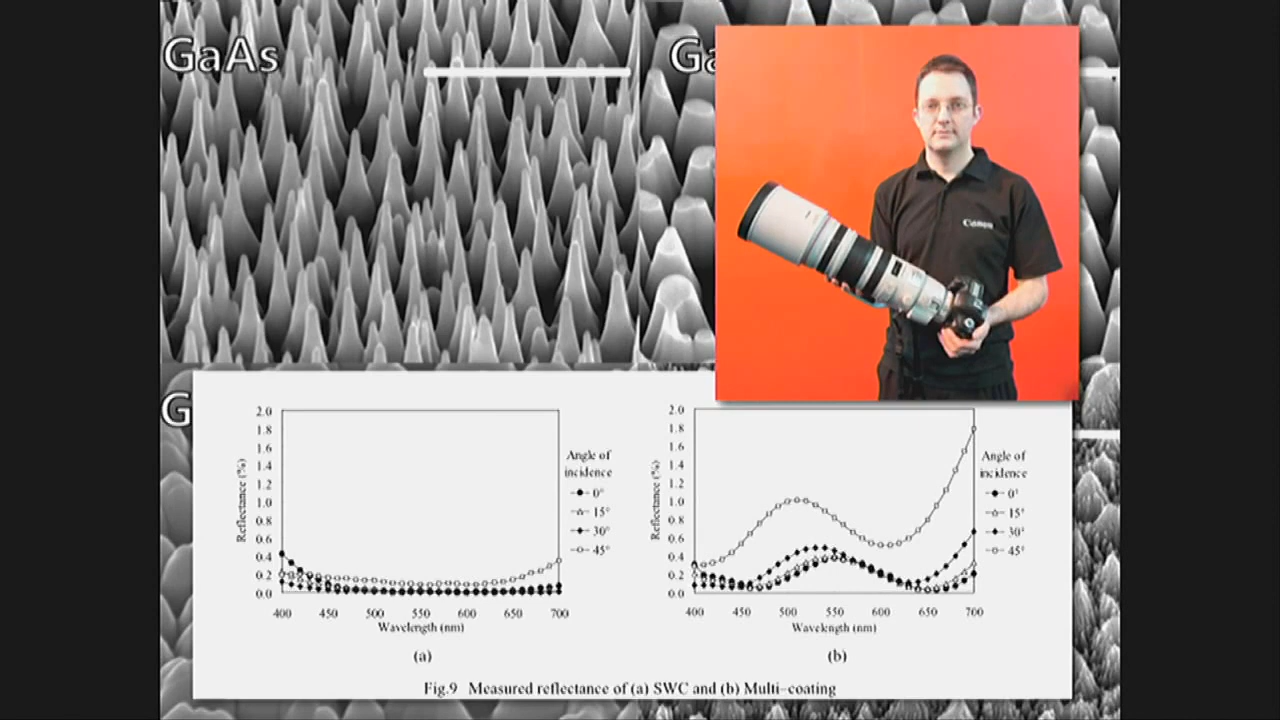 GaAs
Ga
Canon
G
2.0
1.8
1.6
1.4
1.2
1.0
0.8
0.6
0.4
0.2
0.0
Reflectance (%)
400 450 500 550 600 650 700
Wavelength (nm)
Angle of
incidence
0°
15°
30°
45°
(a)
2.0
1.8
1.6
1.4
1.2
1.0
0.8
0.6
0.4
0.2
0.0
Reflectance (%)
400 450 500 550 600 650 700
Wavelength (nm)
Angle of
incidence
0°
15°
30°
45°
(b)
Fig.9 Measured reflectance of (a) SWC and (b) Multi-coating